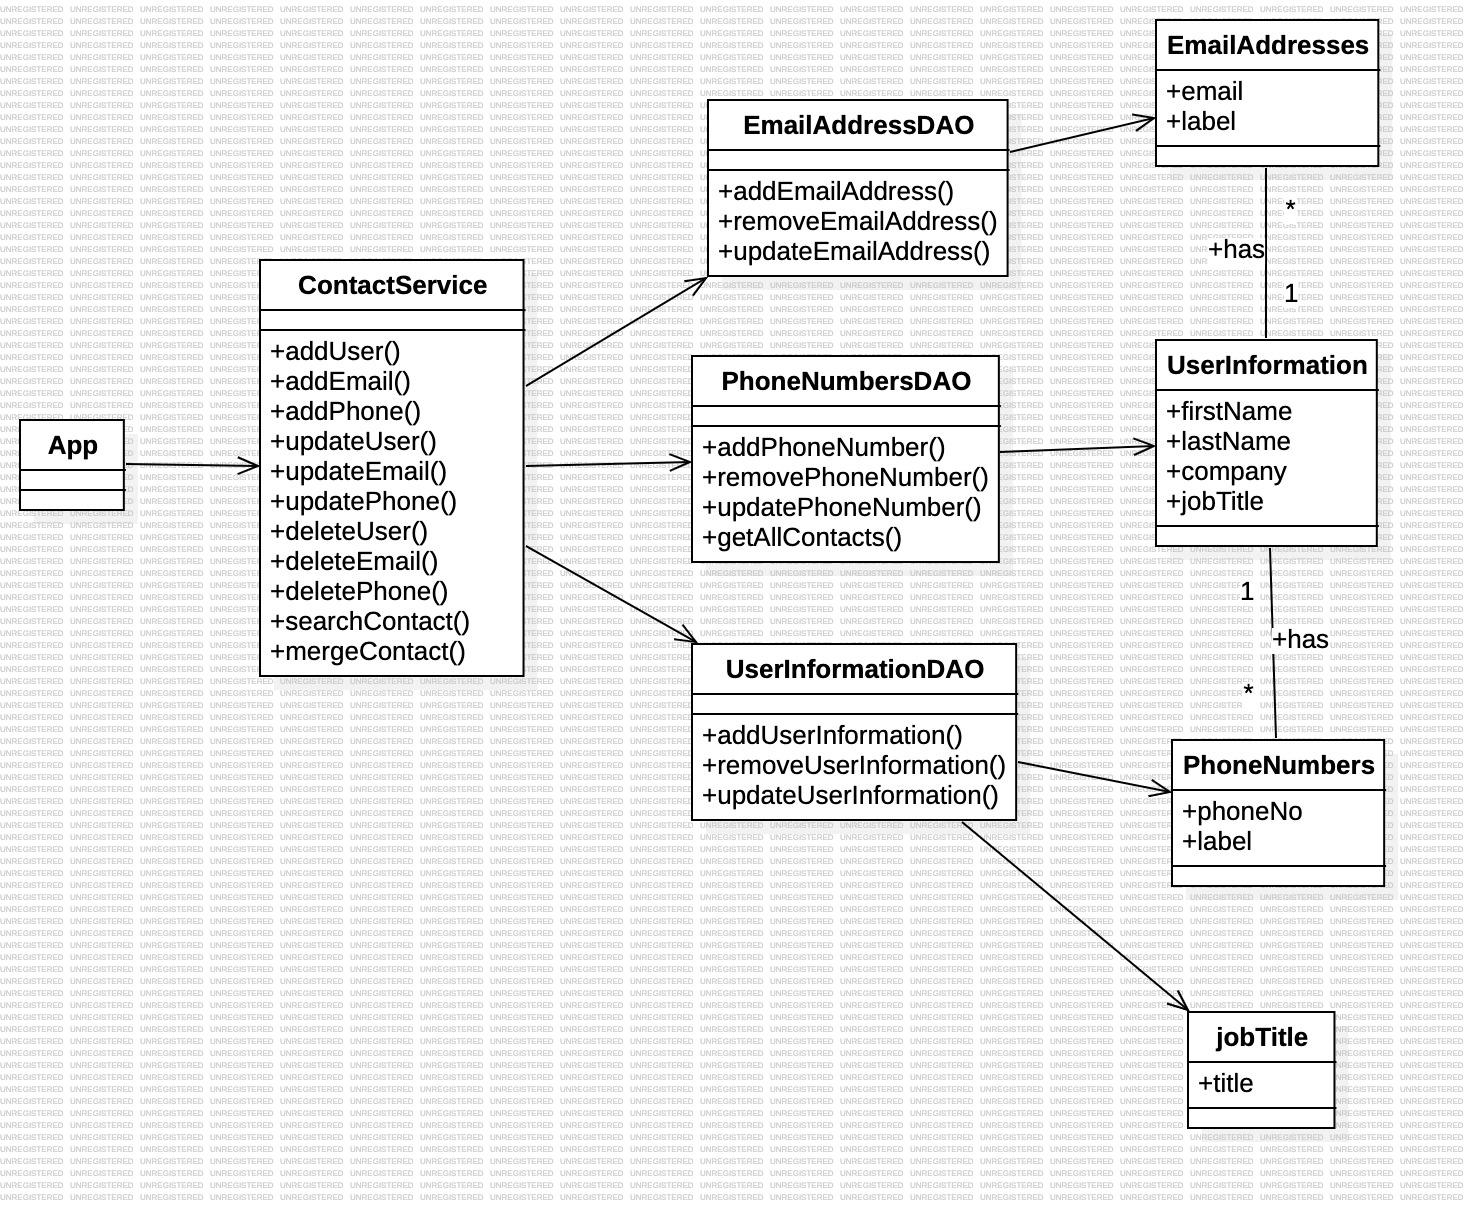 App
ContactService
+addUser()
+addEmail()
+addPhone()
+updateUser()
+updateEmail()
+updatePhone()
+deleteUser()
+deleteEmail()
+deletePhone()
+searchContact()
+mergeContact()
EmailAddressDAO
+addEmailAddress()
+removeEmailAddress()
+updateEmailAddress()
PhoneNumbersDAO
+addPhoneNumber()
+removePhoneNumber()
+updatePhoneNumber()
+getAllContacts()
UserInformationDAO
+addUserInformation()
+removeUserInformation()
+updateUserInformation()
EmailAddresses
+email
+label
*
+has
1
UserInformation
+firstName
+lastName
+company
+jobTitle
1
+has
*
PhoneNumbers
+phoneNo
+label
jobTitle
+title
UNREGISTERED